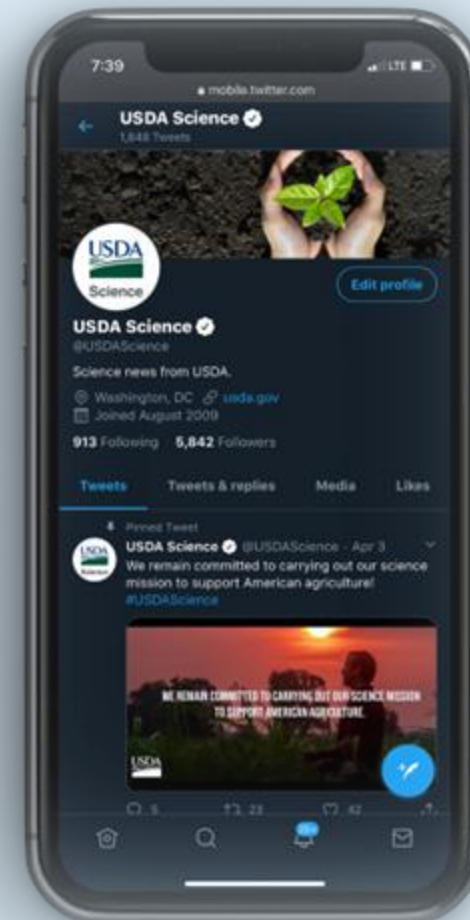 7:39
LTE
mobile.twitter.com
USDA Science
1,848 Tweets
USDA
Science
Edit profile
USDA Science
@USDAScience
Science news from USDA.
Washington, DC usda.gov
Joined August 2009
913 Following 5,842 Followers
Tweets Tweets & replies Media Likes
Pinned Tweet
USDA Science @USDAScience · Apr 3
USDA
Science
We remain committed to carrying out our science
mission to support American agriculture!
#USDAScience
WE REMAIN COMMITTED TO CARRYING OUT OUR SCIENCE MISSION
TO SUPPORT AMERICAN AGRICULTURE.
USDA
5 23 42